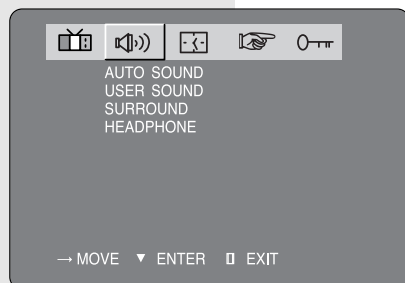 AUTO SOUND
USER SOUND
SURROUND
HEADPHONE
→ MOVE ▼ ENTER EXIT